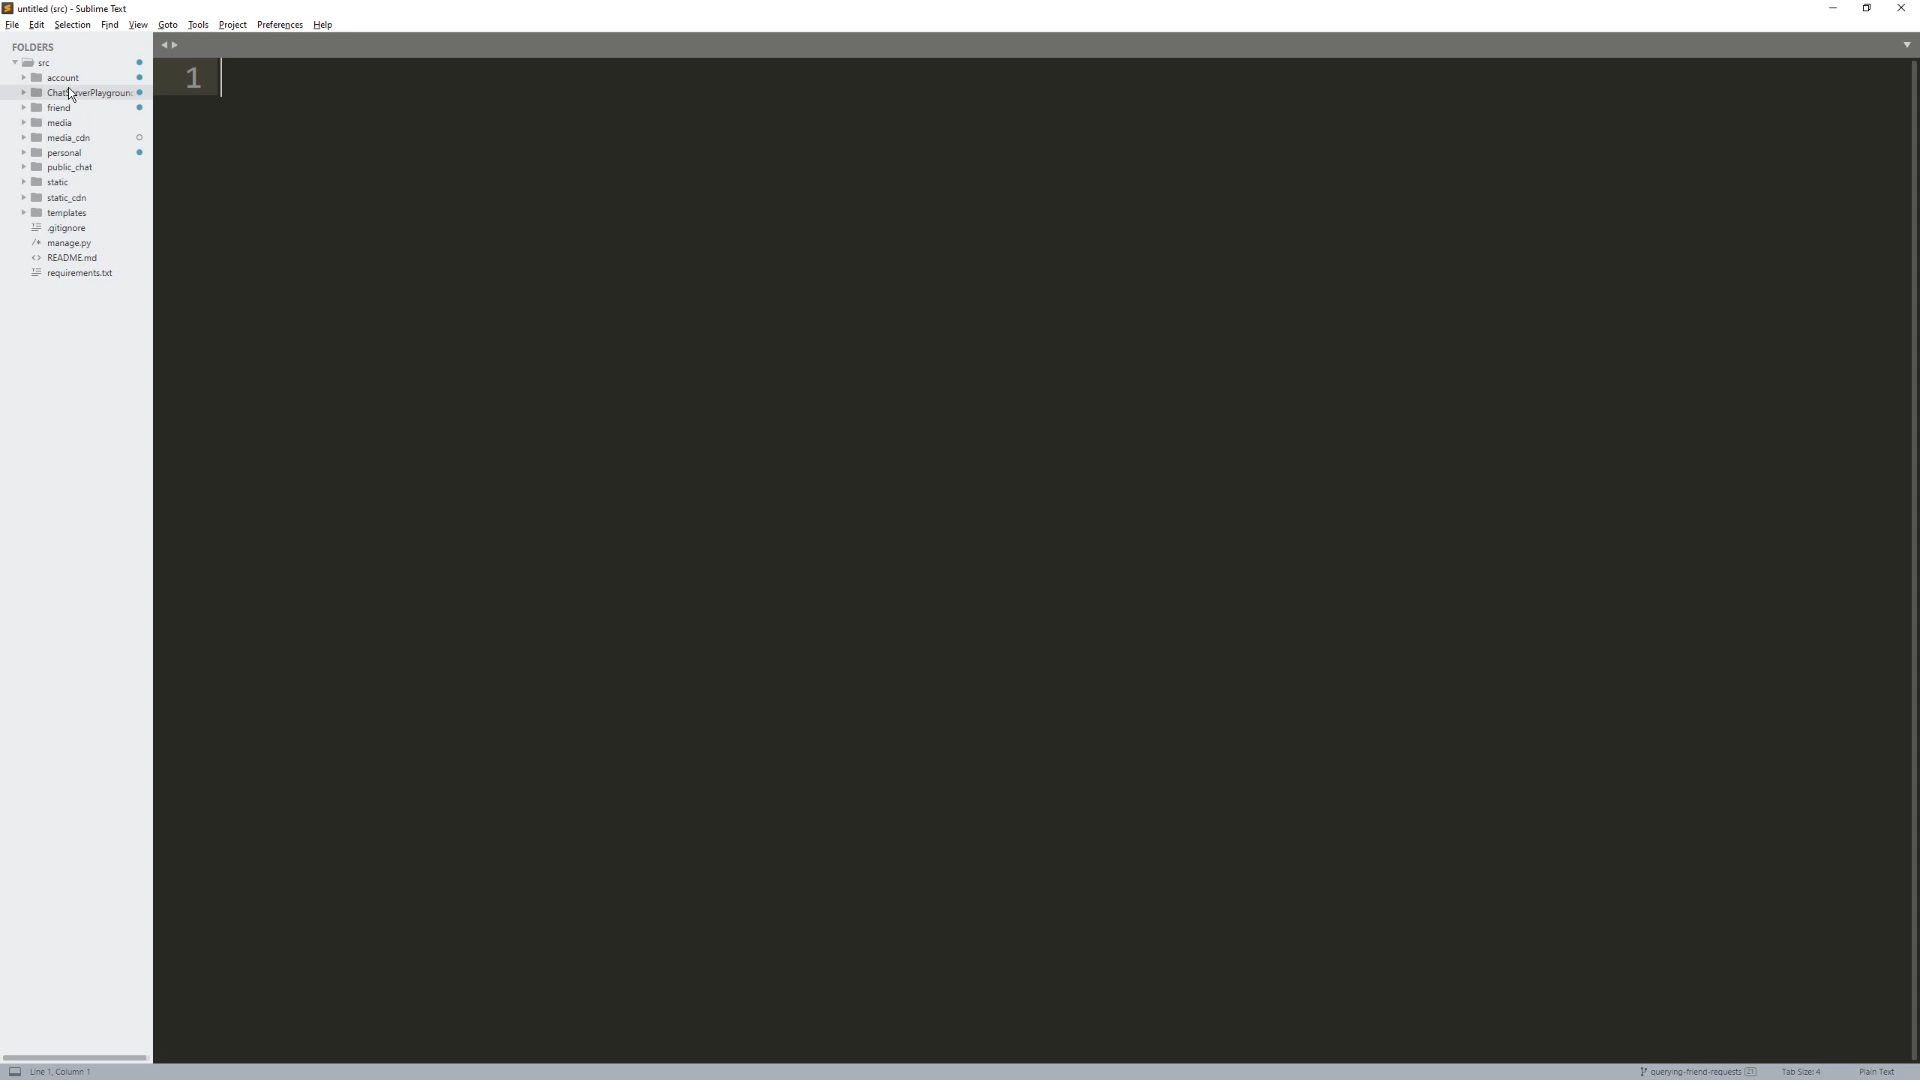 untitled (src) - Sublime Text
File Edit Selection Find View Goto Tools Project Preferences Help
FOLDERS
src
account
friend
media
media_cdn
personal
public_chat
static
static_cdn
templates
.gitignore
/* manage.py
<> README.md
requirements.txt
1
Line 1, Column 1
querying-friend-requests 21
Tab Size: 4
Plain Text